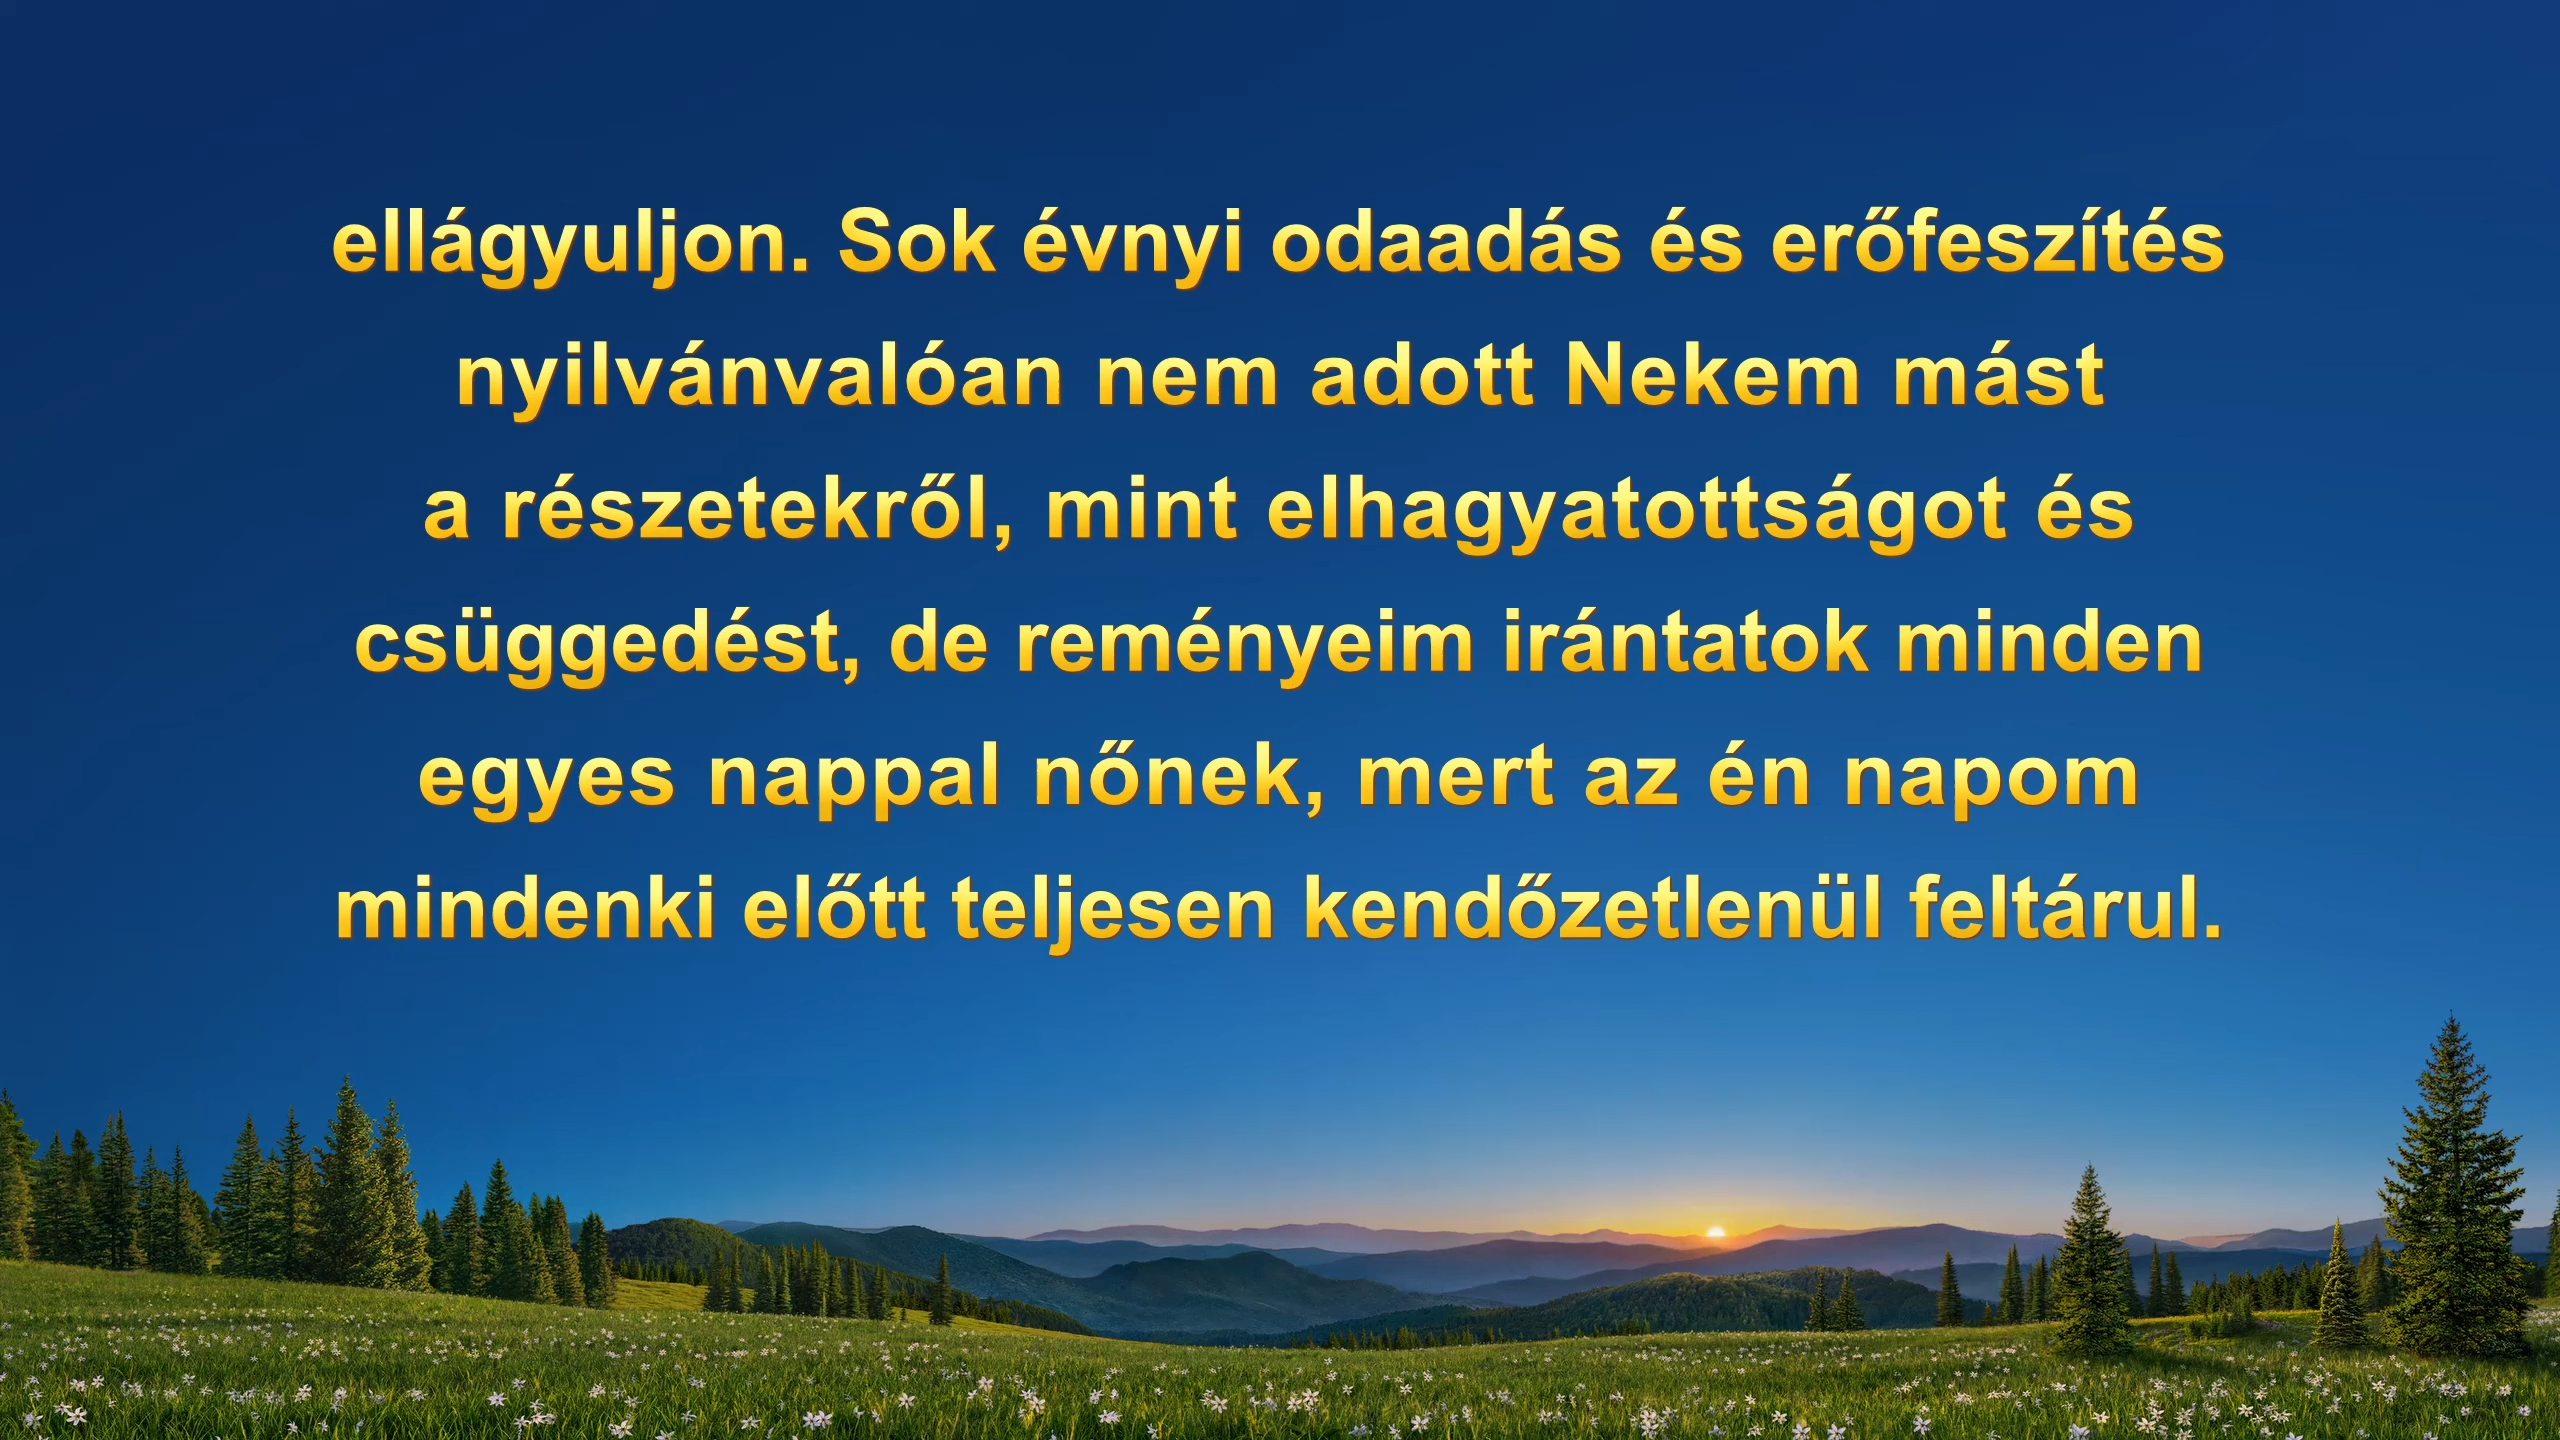 ellágyuljon. Sok évnyi odaadás és erőfeszítés
nyilvánvalóan nem adott Nekem mást
a részetekről, mint elhagyatottságot és
csüggedést, de reményeim irántatok minden
egyes nappal nőnek, mert az én napom
mindenki előtt teljesen kendőzetlenül feltárul.